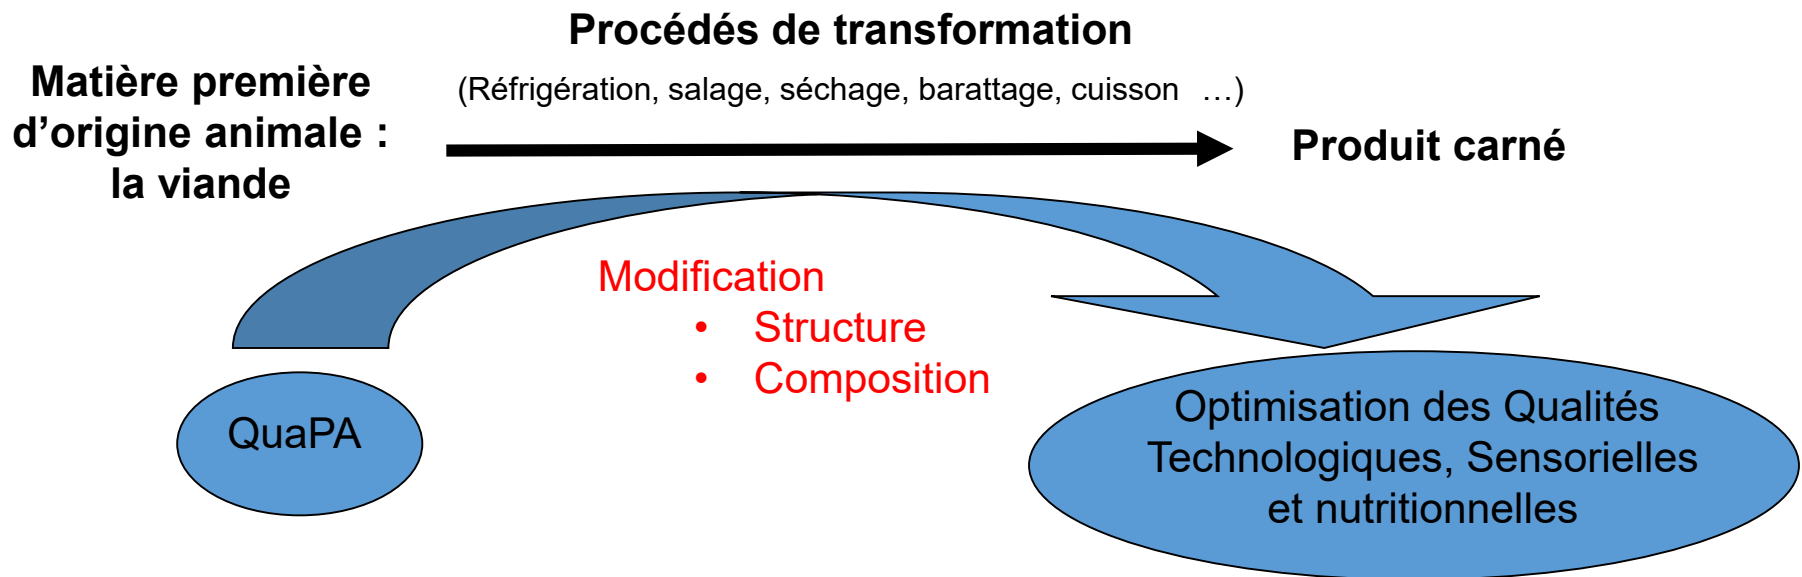 Procédés de transformation
(Réfrigération, salage, séchage, barattage, cuisson …)
Matière première
d’origine animale :
la viande
Produit carné
Modification
• Structure
• Composition
QuaPA
Optimisation des Qualités
Technologiques, Sensorielles
et nutritionnelles